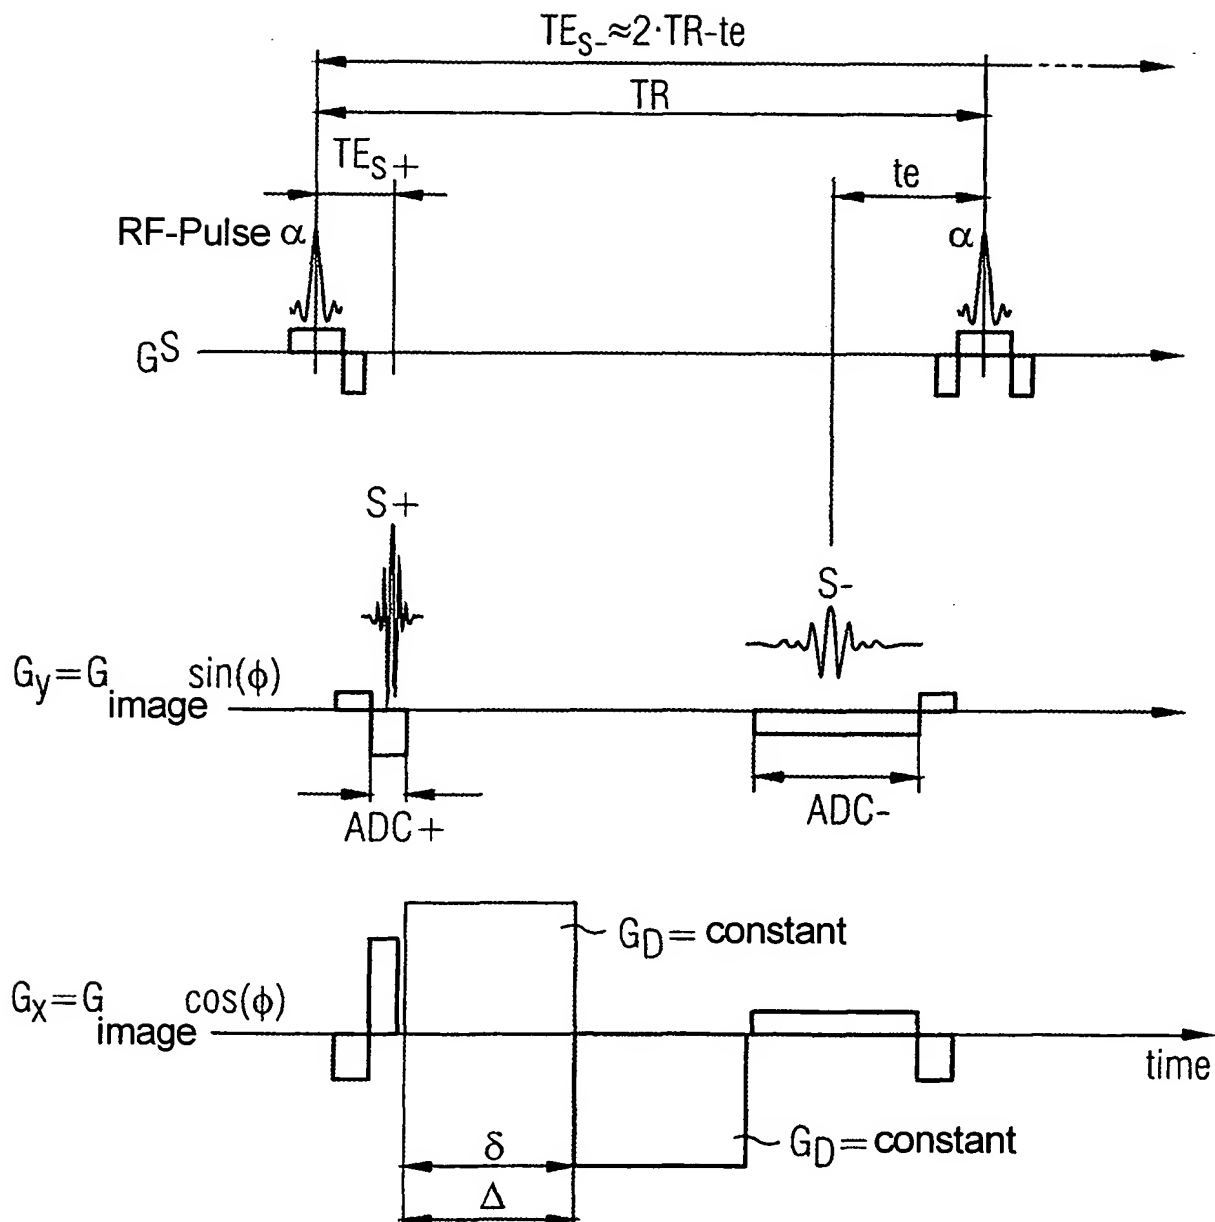 TES-≈2·TR-te
TR
TES+
te
RF-Pulse α
α
GS
S+
S-
Gy=Gimage sin(ϕ)
ADC+
ADC-
GD= constant
Gx=Gimage cos(ϕ)
time
GD= constant
δ
Δ